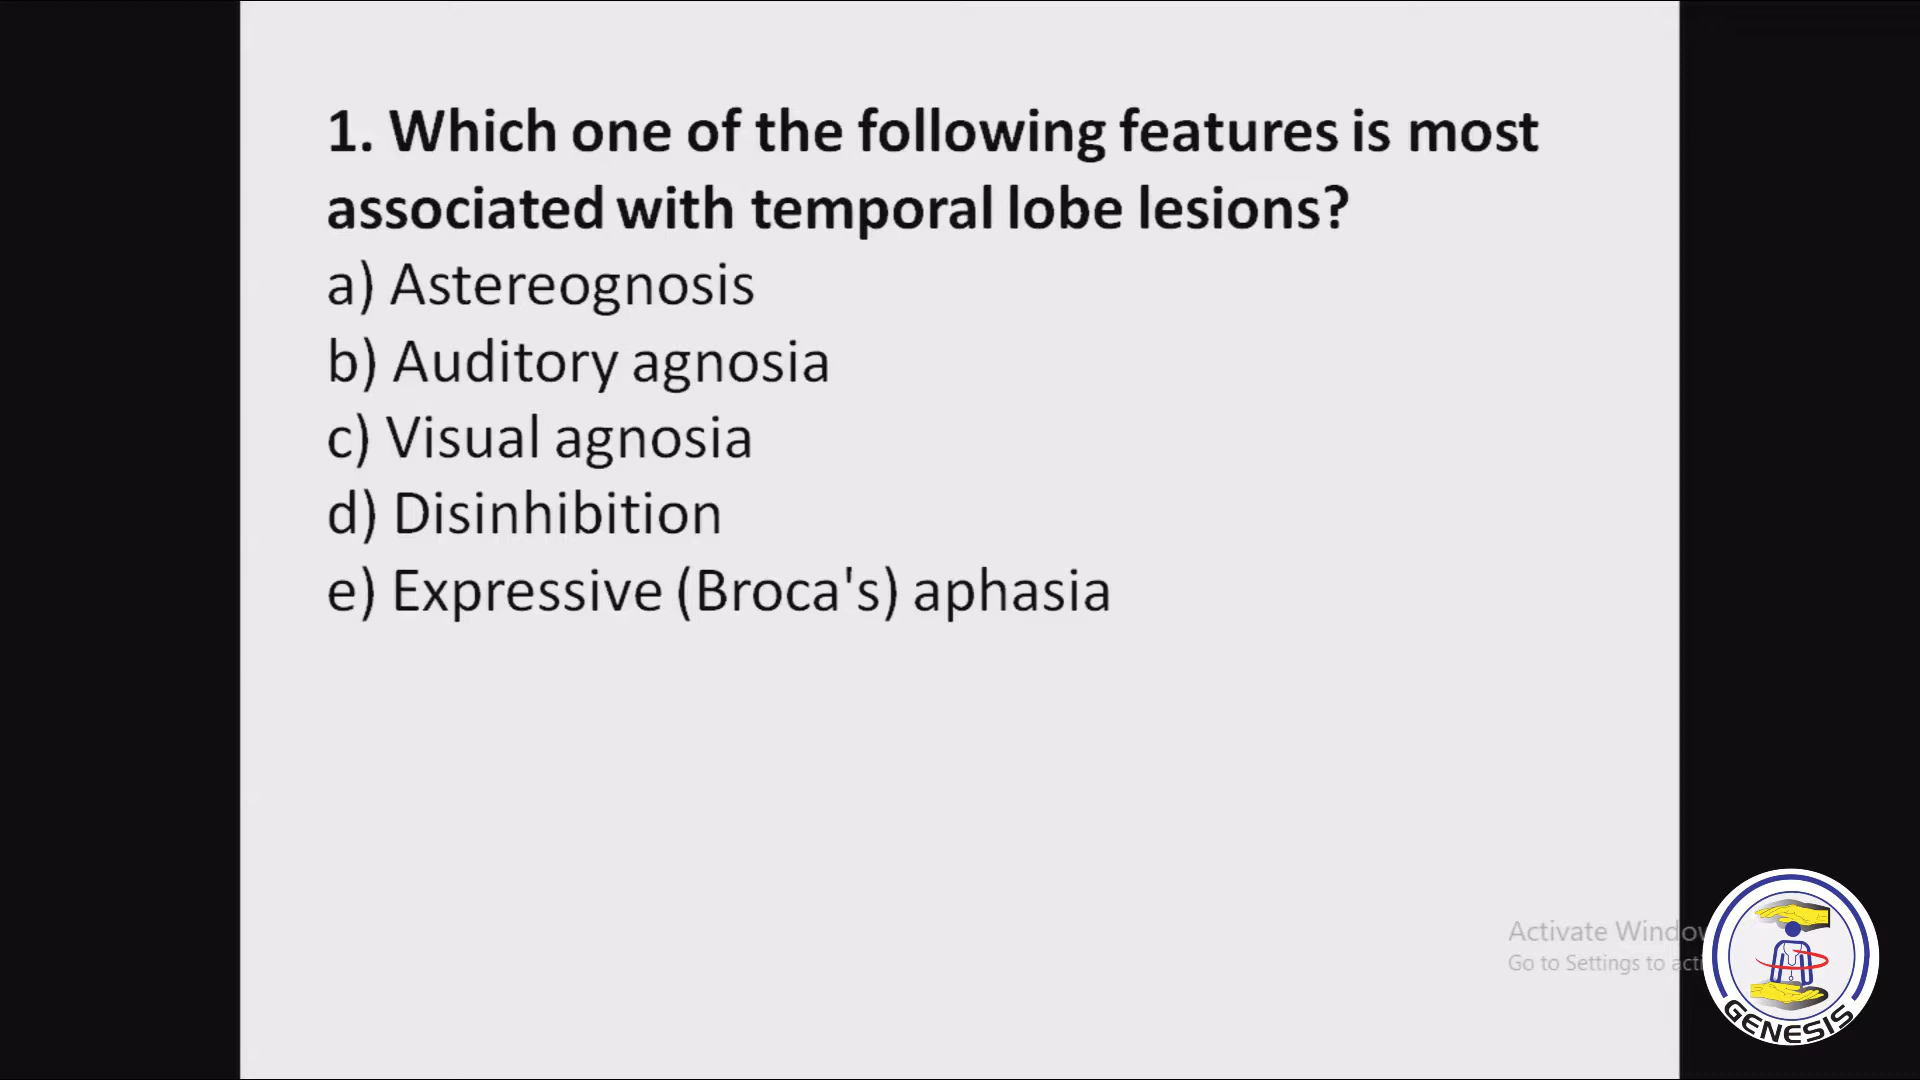 1. Which one of the following features is most
associated with temporal lobe lesions?
a) Astereognosis
b) Auditory agnosia
c) Visual agnosia
d) Disinhibition
e) Expressive (Broca's) aphasia
Activate Windo
Go to Settings to acti
GENESIS